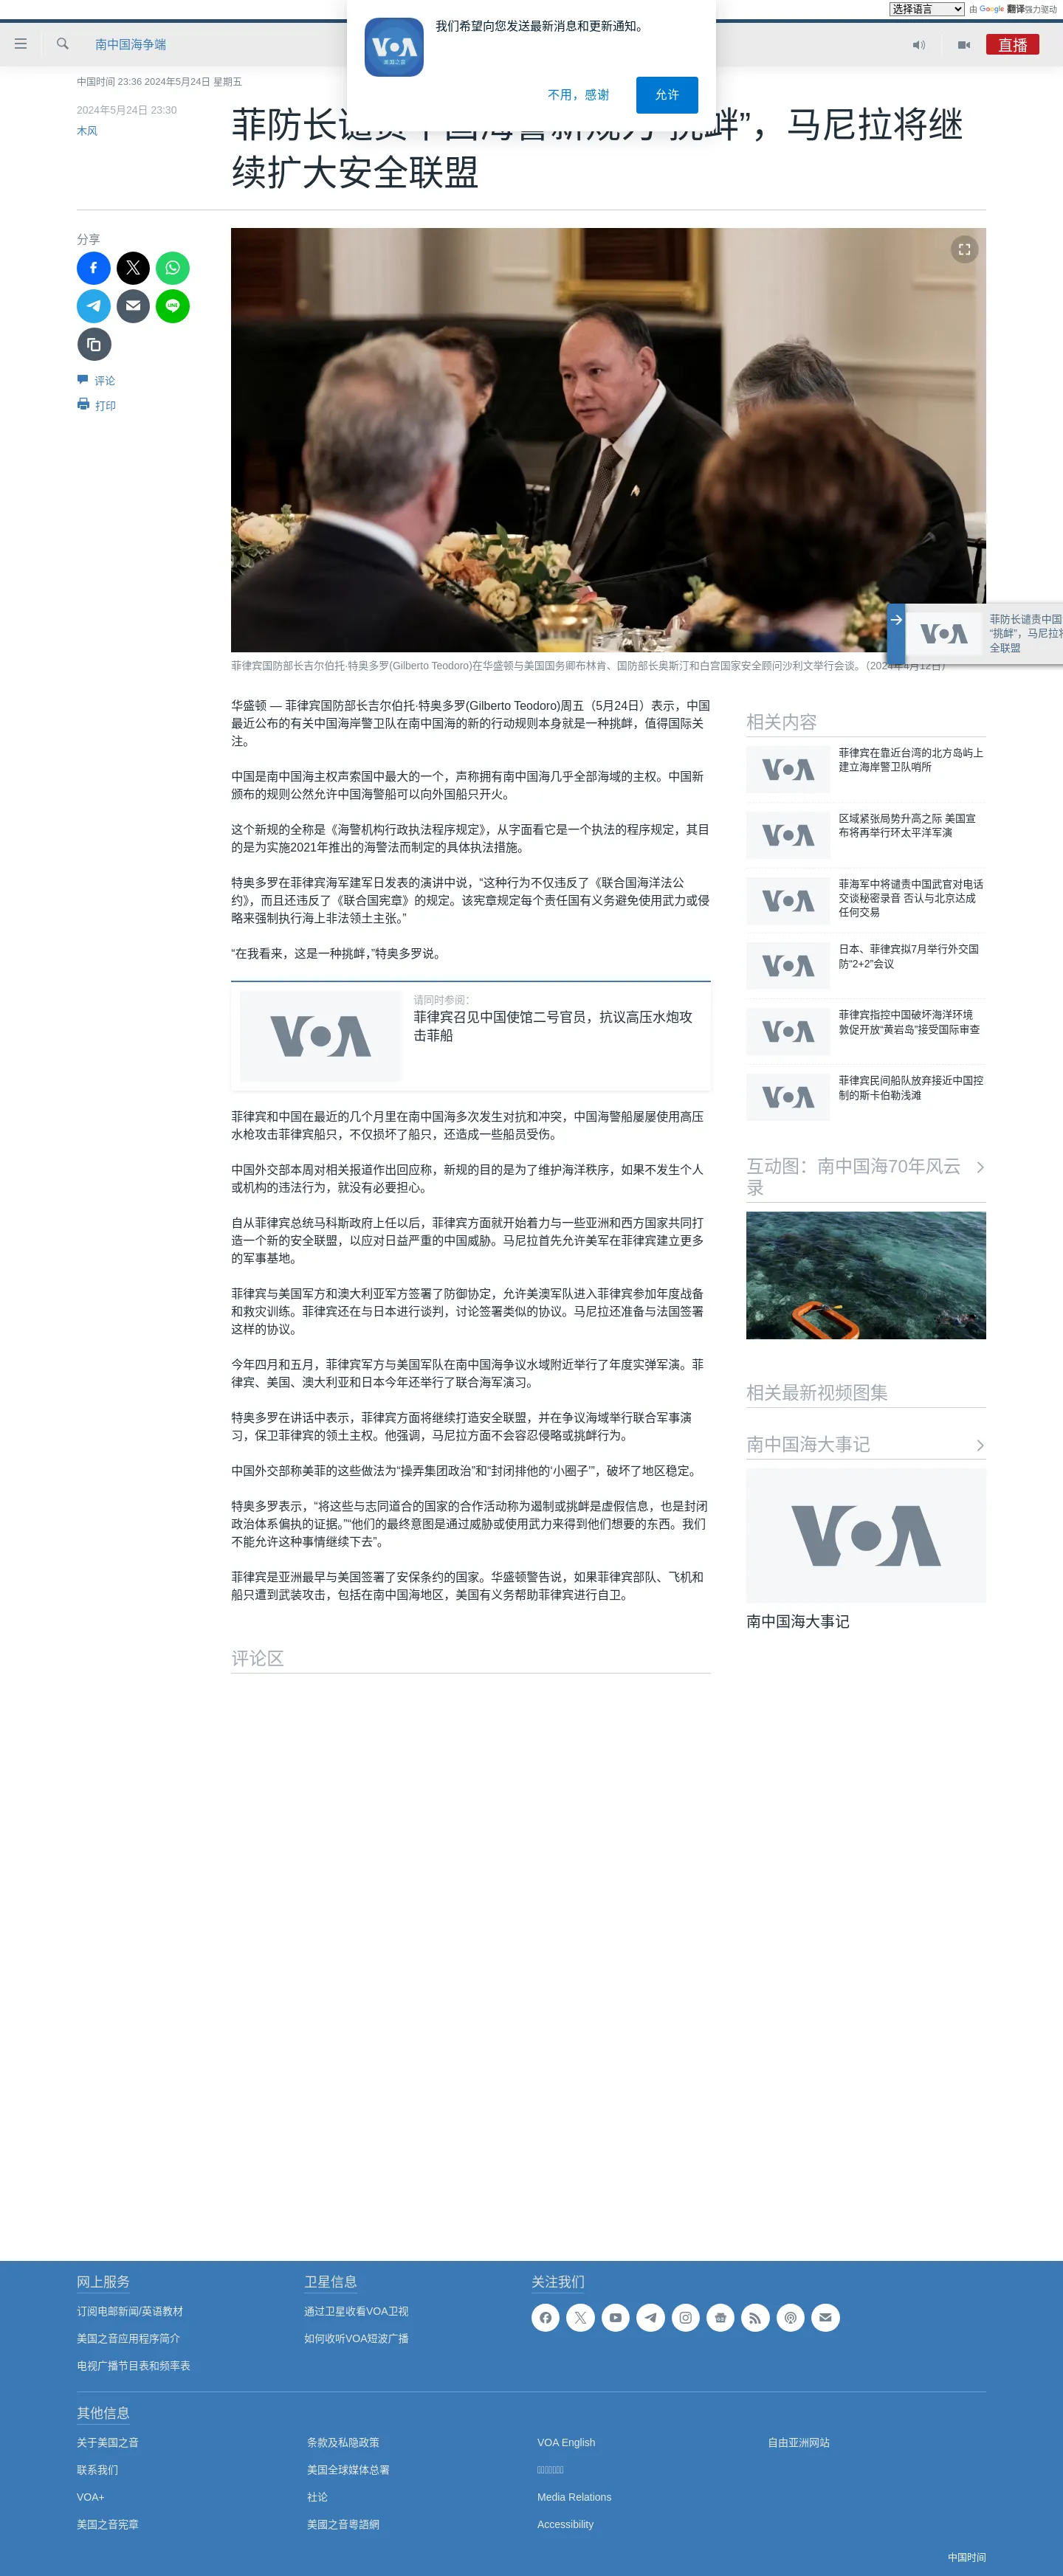 选择语言
由 Google 翻译强力驱动
我们希望向您发送最新消息和更新通知。
VOA
美国之音
不用，感谢
允许
南中国海争端
直播
中国时间 23:36 2024年5月24日 星期五
2024年5月24日 23:30
木风
菲防长谴责中国海警新规为“挑衅”，马尼拉将继
续扩大安全联盟
分享
评论
打印
菲防长谴责中国
“挑衅”，马尼拉将
全联盟
VOA
菲律宾国防部长吉尔伯托·特奥多罗(Gilberto Teodoro)在华盛顿与美国国务卿布林肯、国防部长奥斯汀和白宫国家安全顾问沙利文举行会谈。（2024年4月12日）
华盛顿 — 菲律宾国防部长吉尔伯托·特奥多罗(Gilberto Teodoro)周五（5月24日）表示，中国
最近公布的有关中国海岸警卫队在南中国海的新的行动规则本身就是一种挑衅，值得国际关
注。
中国是南中国海主权声索国中最大的一个，声称拥有南中国海几乎全部海域的主权。中国新
颁布的规则公然允许中国海警船可以向外国船只开火。
这个新规的全称是《海警机构行政执法程序规定》，从字面看它是一个执法的程序规定，其目
的是为实施2021年推出的海警法而制定的具体执法措施。
特奥多罗在菲律宾海军建军日发表的演讲中说，“这种行为不仅违反了《联合国海洋法公
约》，而且还违反了《联合国宪章》的规定。该宪章规定每个责任国有义务避免使用武力或侵
略来强制执行海上非法领土主张。”
“在我看来，这是一种挑衅，”特奥多罗说。
VOA
请同时参阅：
菲律宾召见中国使馆二号官员，抗议高压水炮攻
击菲船
菲律宾和中国在最近的几个月里在南中国海多次发生对抗和冲突，中国海警船屡屡使用高压
水枪攻击菲律宾船只，不仅损坏了船只，还造成一些船员受伤。
中国外交部本周对相关报道作出回应称，新规的目的是为了维护海洋秩序，如果不发生个人
或机构的违法行为，就没有必要担心。
自从菲律宾总统马科斯政府上任以后，菲律宾方面就开始着力与一些亚洲和西方国家共同打
造一个新的安全联盟，以应对日益严重的中国威胁。马尼拉首先允许美军在菲律宾建立更多
的军事基地。
菲律宾与美国军方和澳大利亚军方签署了防御协定，允许美澳军队进入菲律宾参加年度战备
和救灾训练。菲律宾还在与日本进行谈判，讨论签署类似的协议。马尼拉还准备与法国签署
这样的协议。
今年四月和五月，菲律宾军方与美国军队在南中国海争议水域附近举行了年度实弹军演。菲
律宾、美国、澳大利亚和日本今年还举行了联合海军演习。
特奥多罗在讲话中表示，菲律宾方面将继续打造安全联盟，并在争议海域举行联合军事演
习，保卫菲律宾的领土主权。他强调，马尼拉方面不会容忍侵略或挑衅行为。
中国外交部称美菲的这些做法为“操弄集团政治”和“封闭排他的‘小圈子’”，破坏了地区稳定。
特奥多罗表示，“将这些与志同道合的国家的合作活动称为遏制或挑衅是虚假信息，也是封闭
政治体系偏执的证据。”“他们的最终意图是通过威胁或使用武力来得到他们想要的东西。我们
不能允许这种事情继续下去”。
菲律宾是亚洲最早与美国签署了安保条约的国家。华盛顿警告说，如果菲律宾部队、飞机和
船只遭到武装攻击，包括在南中国海地区，美国有义务帮助菲律宾进行自卫。
评论区
相关内容
VOA
菲律宾在靠近台湾的北方岛屿上
建立海岸警卫队哨所
VOA
区域紧张局势升高之际 美国宣
布将再举行环太平洋军演
VOA
菲海军中将谴责中国武官对电话
交谈秘密录音 否认与北京达成
任何交易
VOA
日本、菲律宾拟7月举行外交国
防“2+2”会议
VOA
菲律宾指控中国破坏海洋环境
敦促开放“黄岩岛”接受国际审查
VOA
菲律宾民间船队放弃接近中国控
制的斯卡伯勒浅滩
互动图：南中国海70年风云
录
相关最新视频图集
南中国海大事记
VOA
南中国海大事记
网上服务
订阅电邮新闻/英语教材
美国之音应用程序简介
电视广播节目表和频率表
卫星信息
通过卫星收看VOA卫视
如何收听VOA短波广播
关注我们
其他信息
关于美国之音
联系我们
VOA+
美国之音宪章
条款及私隐政策
美国全球媒体总署
社论
美國之音粵語網
VOA English
Media Relations
Accessibility
自由亚洲网站
中国时间